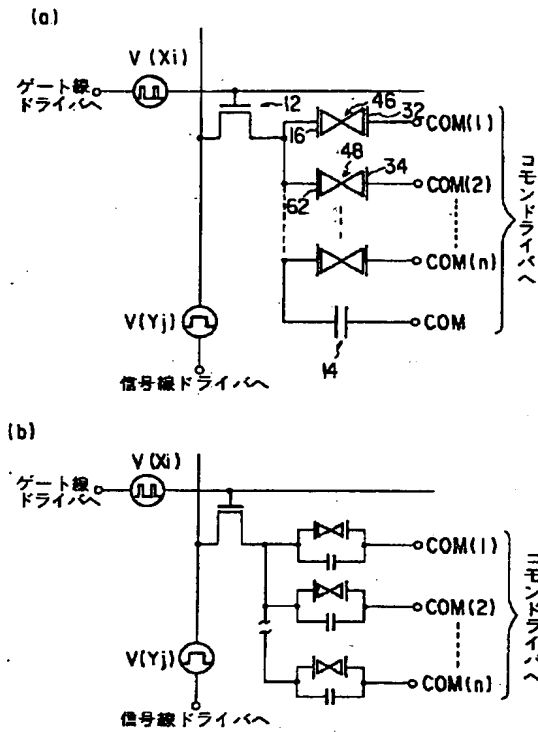 (a)
V(Xi)
ゲート線
ドライバへ
12
46
32
16
COM(1)
48
34
62
COM(2)
COM(n)
COM
14
コモンドライバへ
V(Yj)
信号線ドライバへ
(b)
V(Xi)
ゲート線
ドライバへ
COM(1)
COM(2)
COM(n)
コモンドライバへ
V(Yj)
信号線ドライバへ